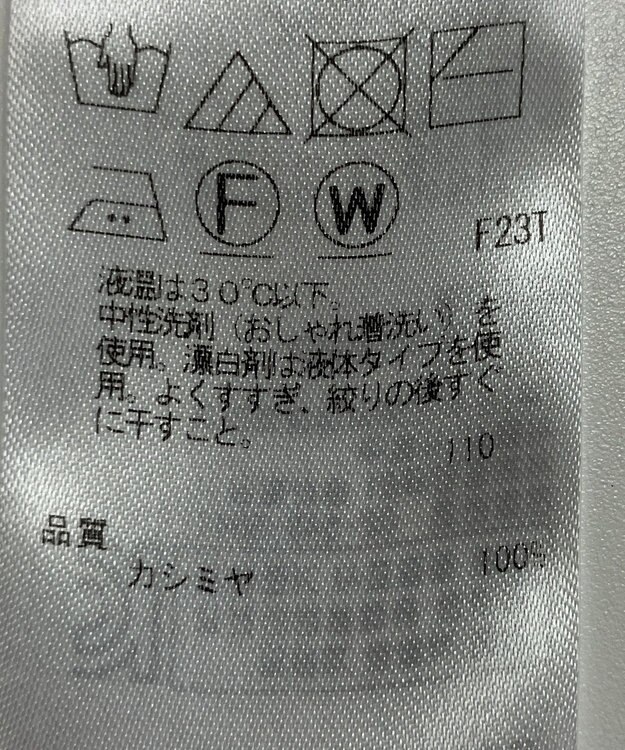 F W F23T
液温は30℃以下。
中性洗剤（おしゃれ着洗い）を
使用。漂白剤は液体タイプを使
用。よくすすぎ、絞りの後すぐ
に干すこと。
110
品質
カシミヤ 100%